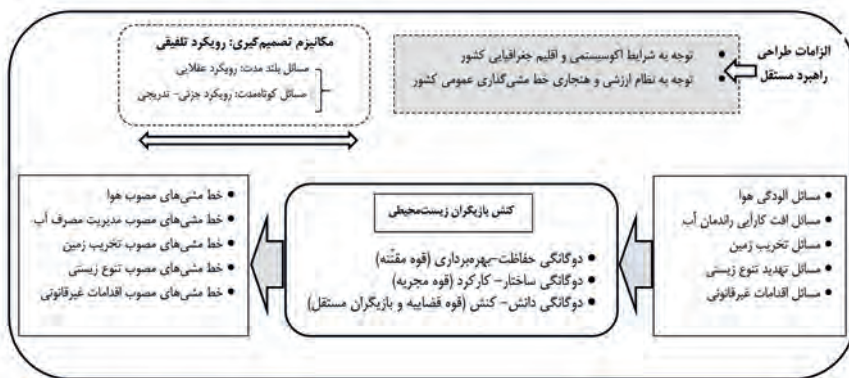 الزامات طراحی
راهبرد مستقل
• توجه به شرایط اکوسیستمی و اقلیم جغرافیایی کشور
• توجه به نظام ارزشی و هنجاری خط مشی‌گذاری عمومی کشور
مکانیزم تصمیم‌گیری: رویکرد تلفیقی
مسائل بلند مدت: رویکرد عقلایی
مسائل کوتاه‌مدت: رویکرد جزئی- تدریجی
• مسائل آلودگی هوا
• مسائل افت کارآیی راندمان آب
• مسائل تخریب زمین
• مسائل تهدید تنوع زیستی
• مسائل اقدامات غیرقانونی
کنش بازیگران زیست‌محیطی
• دوگانگی حفاظت-بهره‌برداری (قوه مقنّنه)
• دوگانگی ساختار- کارکرد (قوه مجریه)
• دوگانگی دانش- کنش (قوه قضاییه و بازیگران مستقل)
• خط مشی‌های مصوب هوا
• خط مشی‌های مصوب مدیریت مصرف آب
• خط مشی‌های مصوب تخریب زمین
• خط مشی‌های مصوب تنوع زیستی
• خط مشی‌های مصوب اقدامات غیرقانونی